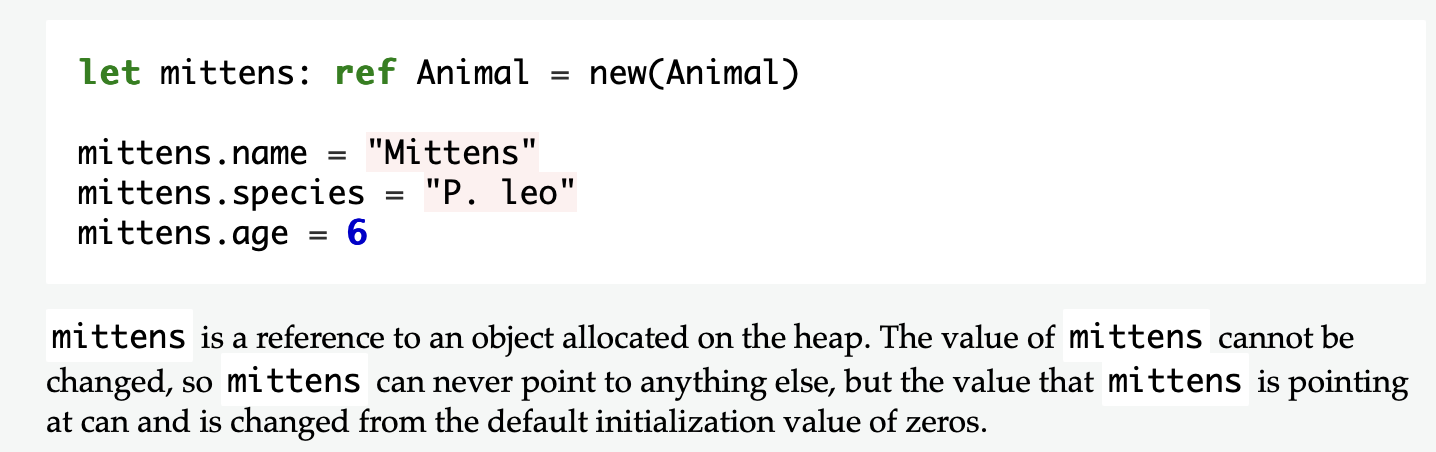 let mittens: ref Animal = new(Animal)
mittens.name = "Mittens"
mittens.species = "P. leo"
mittens.age = 6
mittens is a reference to an object allocated on the heap. The value of mittens cannot be
changed, so mittens can never point to anything else, but the value that mittens is pointing
at can and is changed from the default initialization value of zeros.